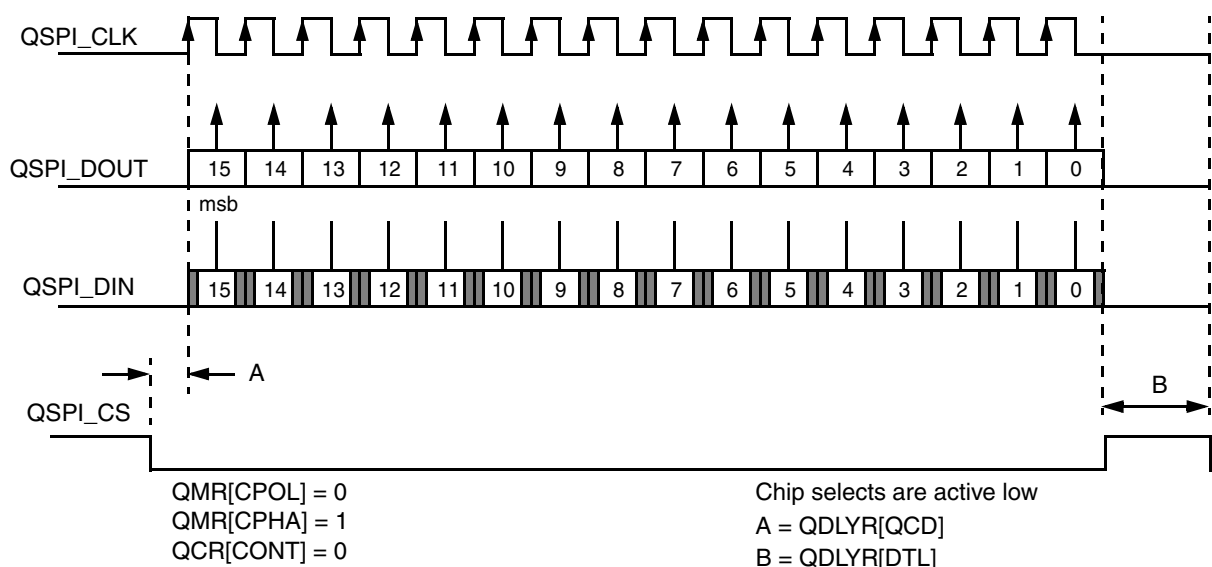 QSPI_CLK
QSPI_DOUT
15 14 13 12 11 10 9 8 7 6 5 4 3 2 1 0
msb
QSPI_DIN
15 14 13 12 11 10 9 8 7 6 5 4 3 2 1 0
A
B
QSPI_CS
QMR[CPOL] = 0
QMR[CPHA] = 1
QCR[CONT] = 0
Chip selects are active low
A = QDLYR[QCD]
B = QDLYR[DTL]